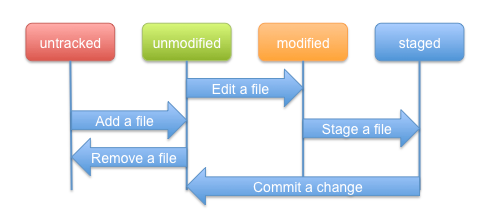 untracked
unmodified
modified
staged
Edit a file
Add a file
Stage a file
Remove a file
Commit a change